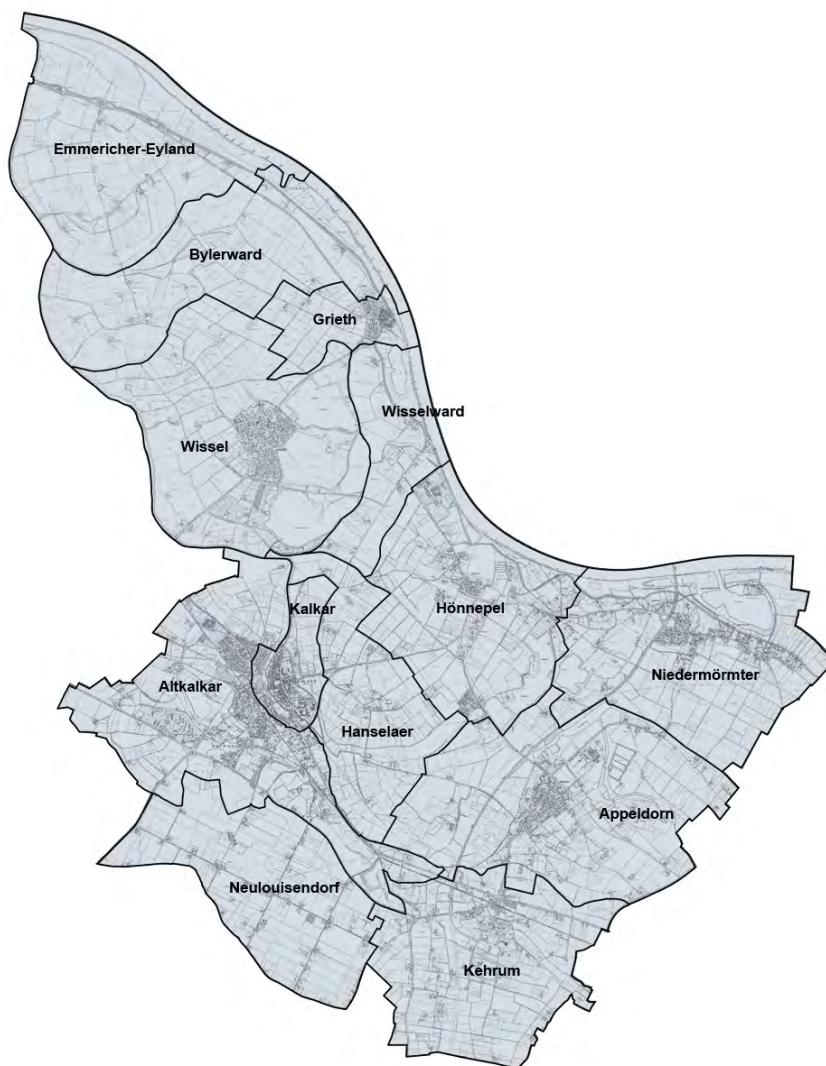 Emmericher-Eyland
Bylerward
Grieth
Wisselward
Wissel
Kalkar
Hönnepel
Niedermörmter
Altkalkar
Hanselaer
Appeldorn
Neulouisendorf
Kehrum